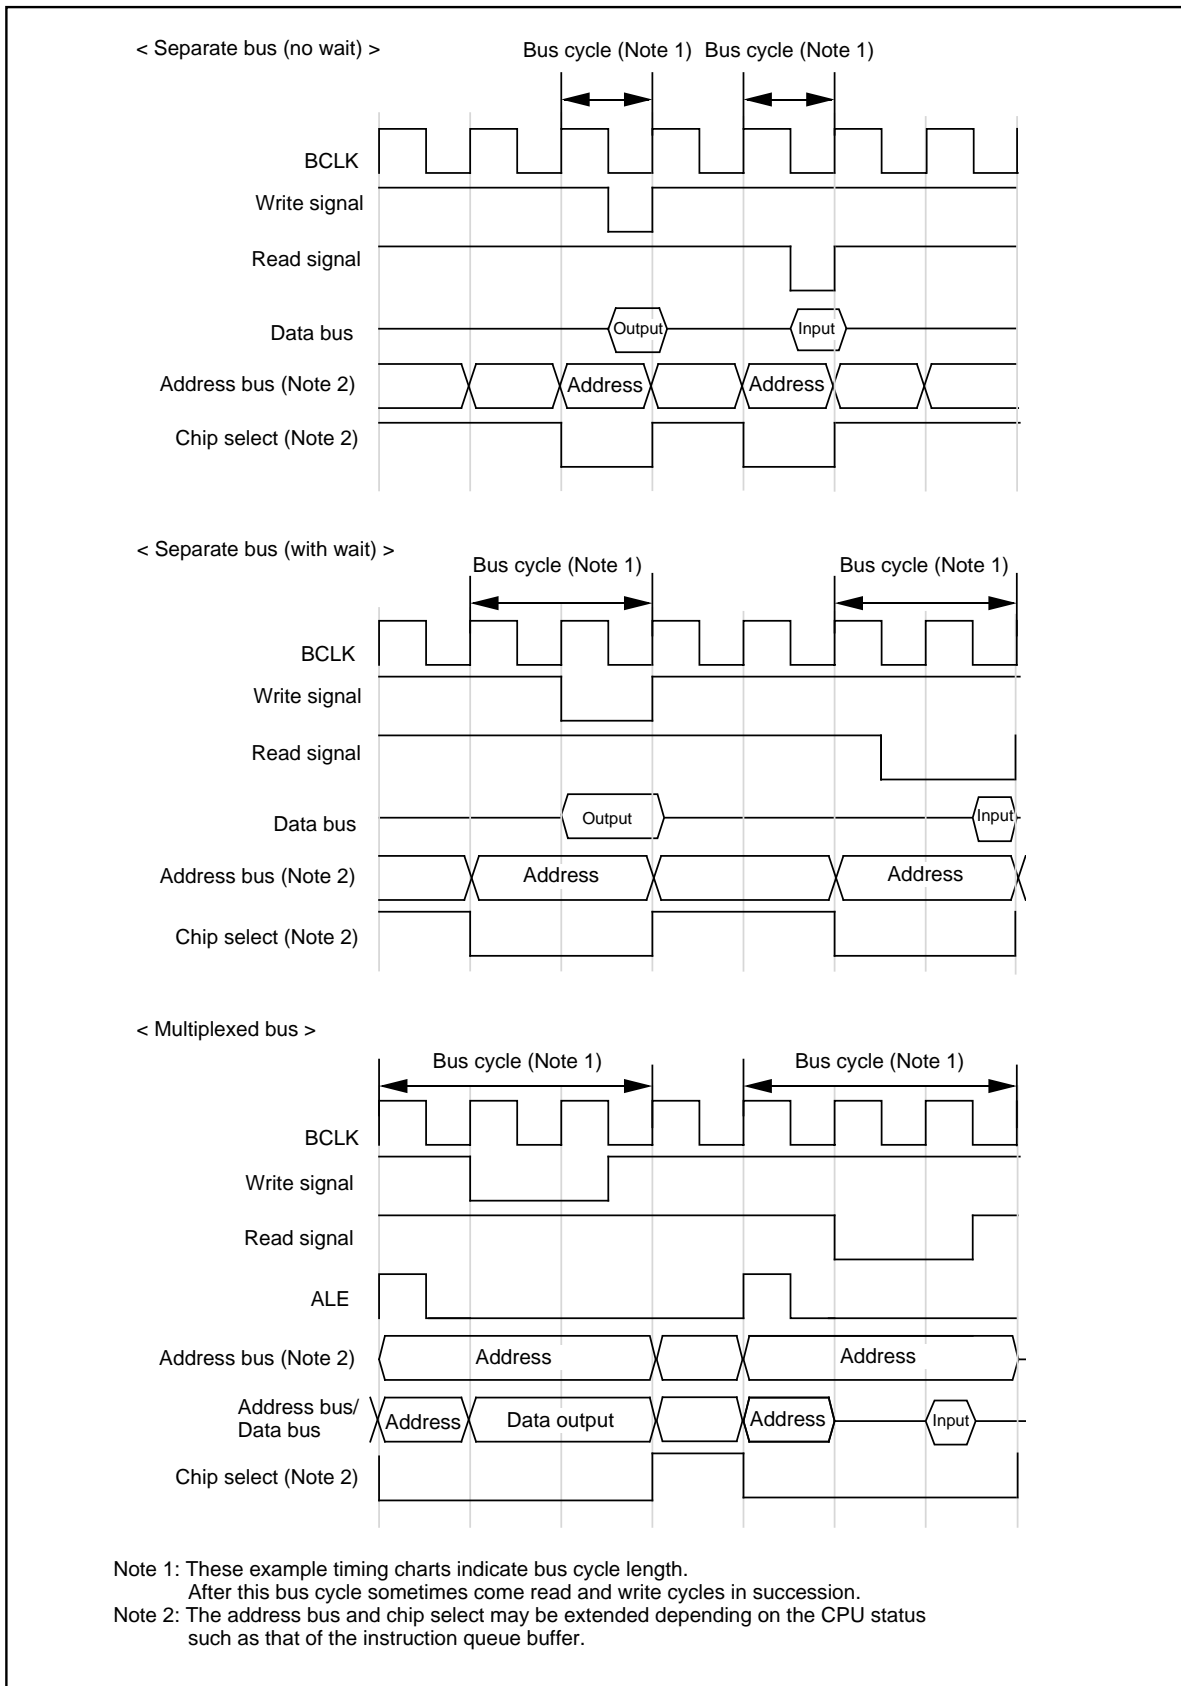 < Separate bus (no wait) >
Bus cycle (Note 1) Bus cycle (Note 1)
BCLK
Write signal
Read signal
Data bus
Output
Input
Address bus (Note 2)
Address
Address
Chip select (Note 2)
< Separate bus (with wait) >
Bus cycle (Note 1)
Bus cycle (Note 1)
BCLK
Write signal
Read signal
Data bus
Output
Input
Address bus (Note 2)
Address
Address
Chip select (Note 2)
< Multiplexed bus >
Bus cycle (Note 1)
Bus cycle (Note 1)
BCLK
Write signal
Read signal
ALE
Address bus (Note 2)
Address
Address
Address bus/
Data bus
Address
Data output
Address
Input
Chip select (Note 2)
Note 1: These example timing charts indicate bus cycle length.
After this bus cycle sometimes come read and write cycles in succession.
Note 2: The address bus and chip select may be extended depending on the CPU status
such as that of the instruction queue buffer.